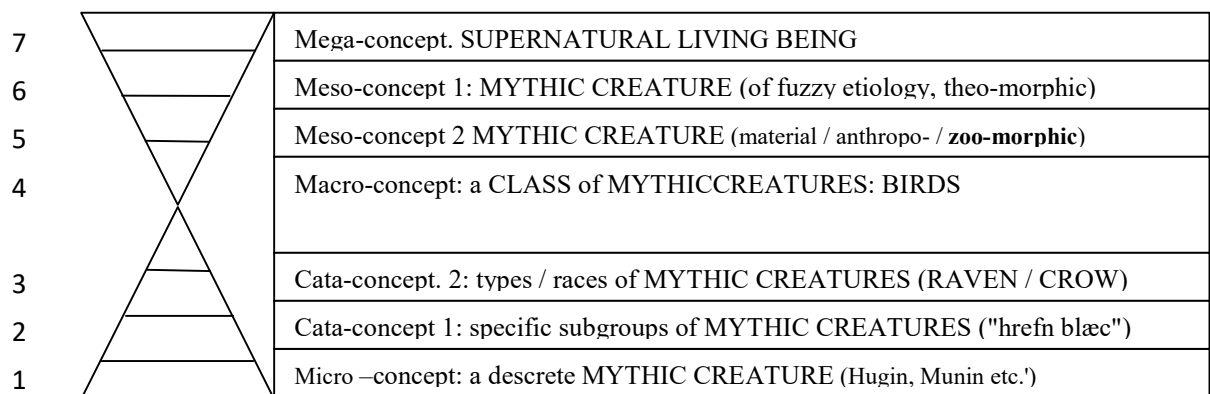 7 Mega-concept. SUPERNATURAL LIVING BEING
6 Meso-concept 1: MYTHIC CREATURE (of fuzzy etiology, theo-morphic)
5 Meso-concept 2 MYTHIC CREATURE (material / anthropo- / zoo-morphic)
4 Macro-concept: a CLASS of MYTHICCREATURES: BIRDS
3 Cata-concept. 2: types / races of MYTHIC CREATURES (RAVEN / CROW)
2 Cata-concept 1: specific subgroups of MYTHIC CREATURES ("hrefn blæc")
1 Micro –concept: a descrete MYTHIC CREATURE (Hugin, Munin etc.')